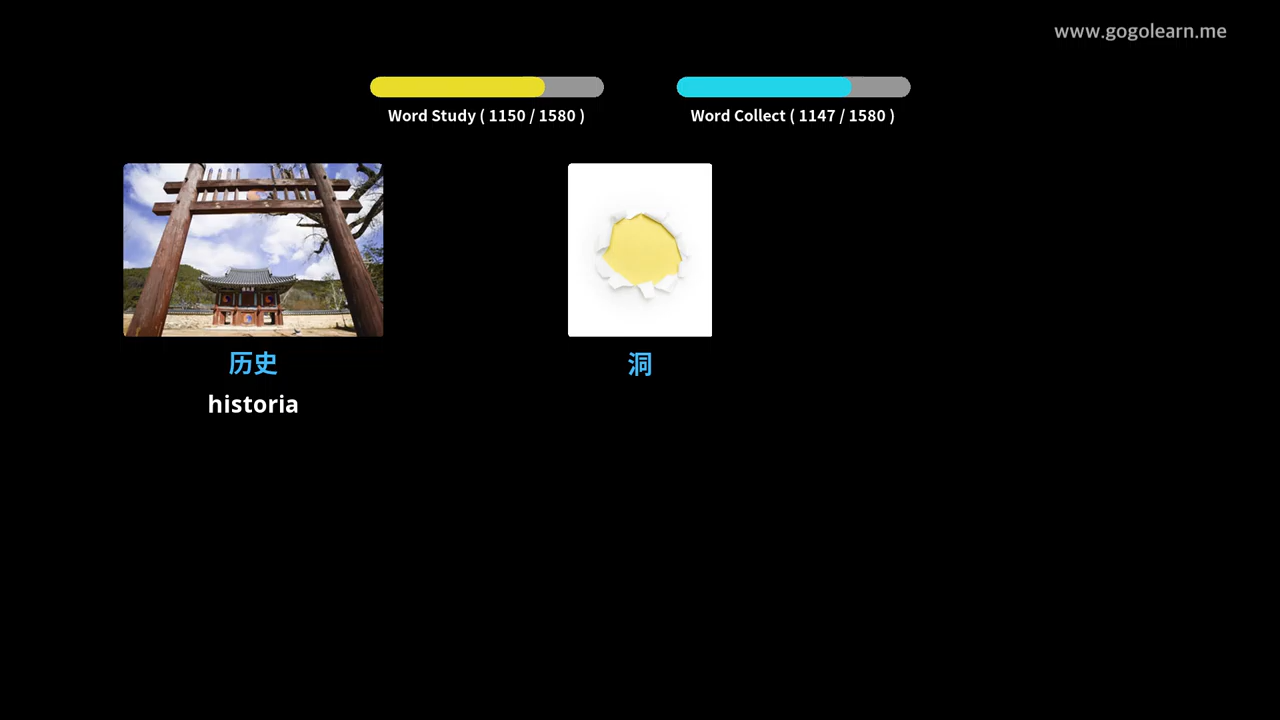 www.gogolearn.me
Word Study ( 1150 / 1580 )
Word Collect ( 1147 / 1580 )
历史
historia
洞